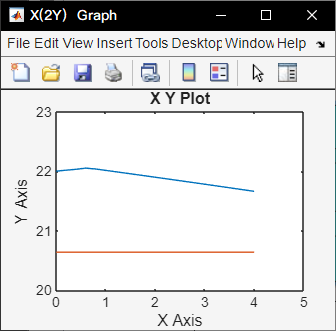 X(2Y) Graph
File Edit View Insert Tools Desktop Window Help
X Y Plot
23
22
21
20
Y Axis
0 1 2 3 4 5
X Axis